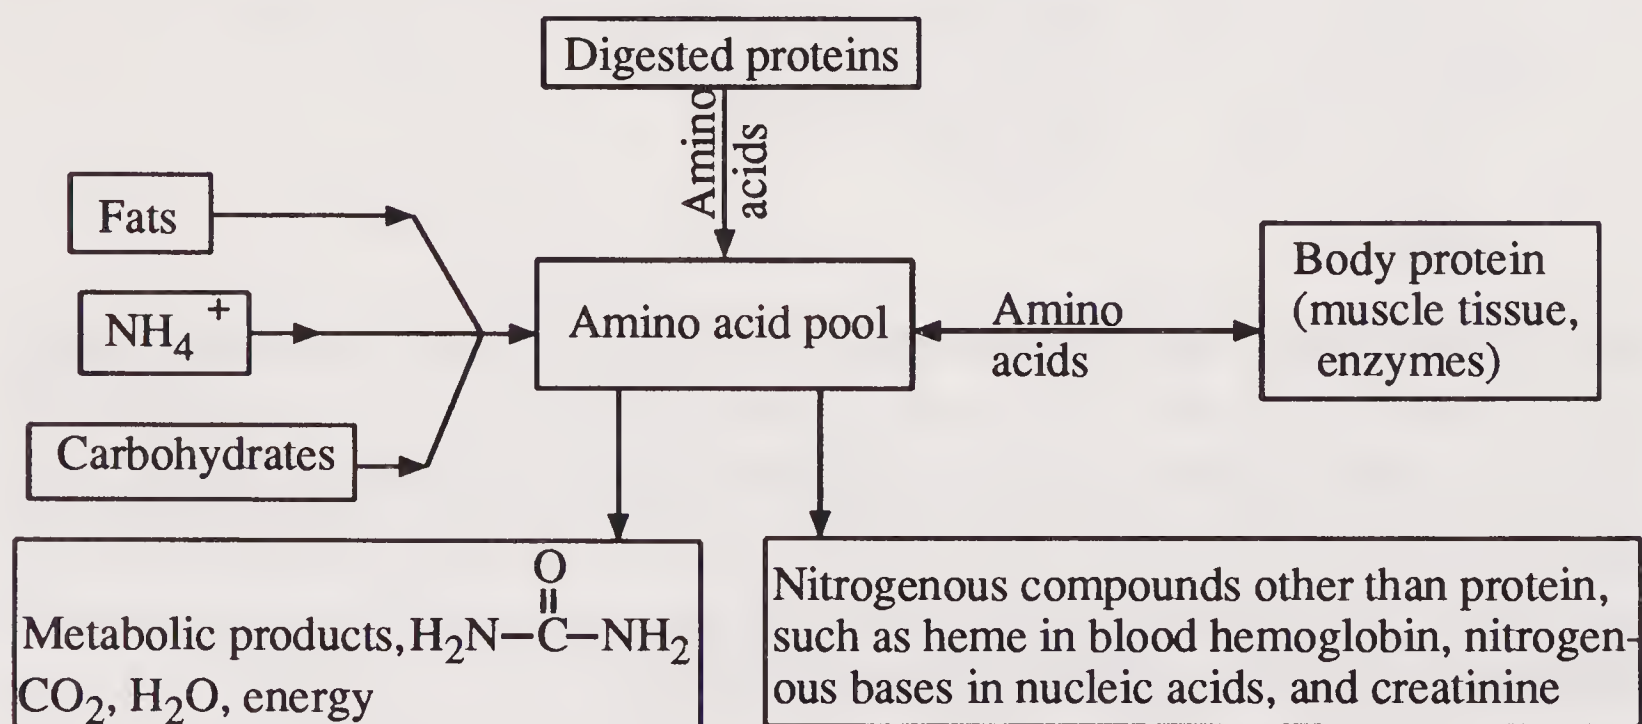 Digested proteins
Amino
acids
Fats
NH₄⁺
Carbohydrates
Amino acid pool
Amino
acids
Body protein
(muscle tissue,
enzymes)
O
Metabolic products, H₂N–C–NH₂
CO₂, H₂O, energy
Nitrogenous compounds other than protein,
such as heme in blood hemoglobin, nitrogen-
ous bases in nucleic acids, and creatinine